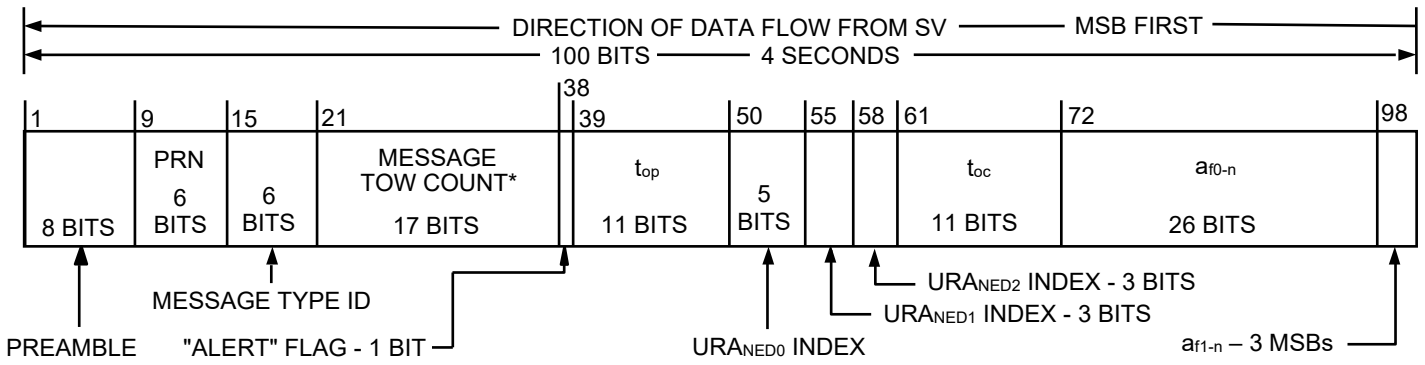 DIRECTION OF DATA FLOW FROM SV MSB FIRST
100 BITS 4 SECONDS
38
1 9 15 21 39 50 55 58 61 72 98
PRN MESSAGE
TOW COUNT* top toc af0-n
8 BITS 6
BITS 6
BITS 17 BITS 11 BITS 5
BITS 11 BITS 26 BITS
MESSAGE TYPE ID
URANED2 INDEX - 3 BITS
URANED1 INDEX - 3 BITS
PREAMBLE "ALERT" FLAG - 1 BIT URANED0 INDEX af1-n – 3 MSBs